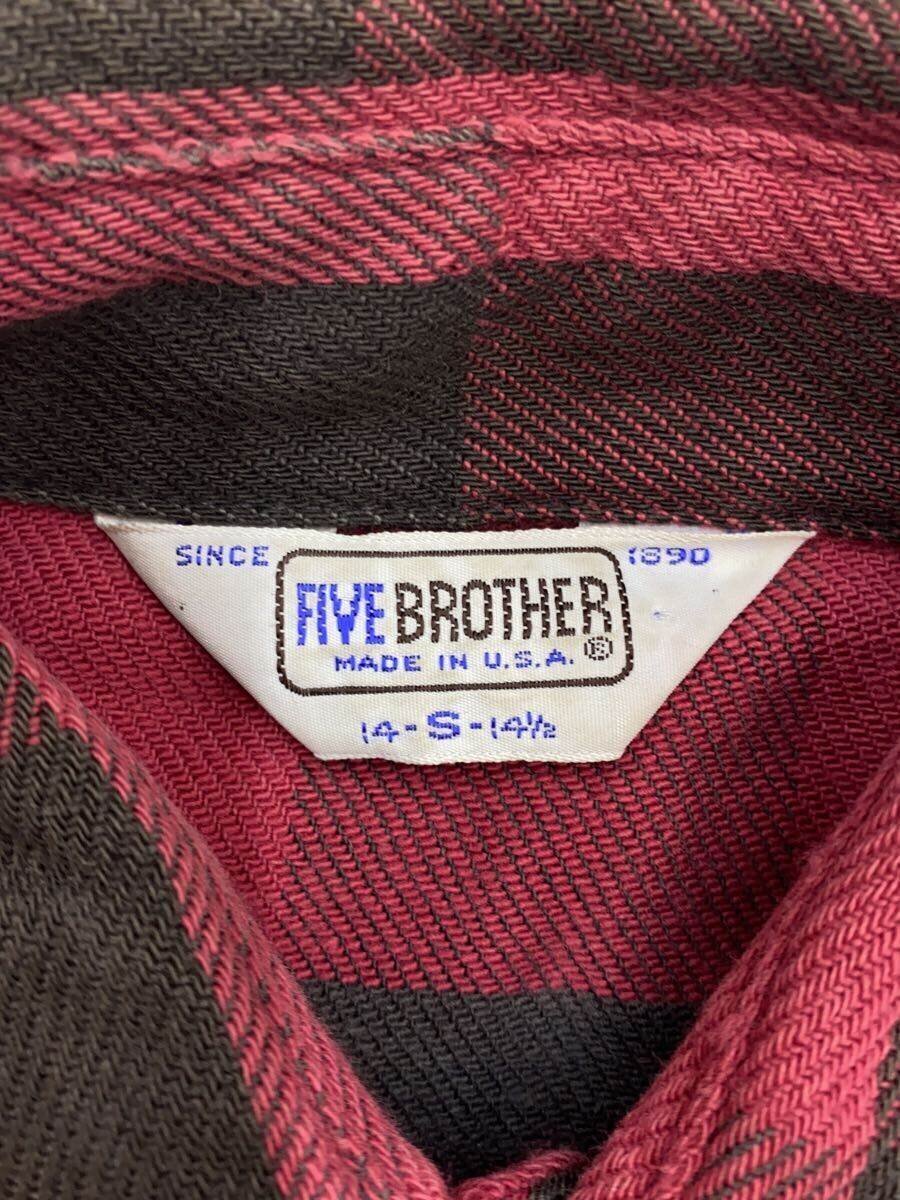 SINCE 1890
FIVE BROTHER
MADE IN U.S.A. ®
14-S-14½